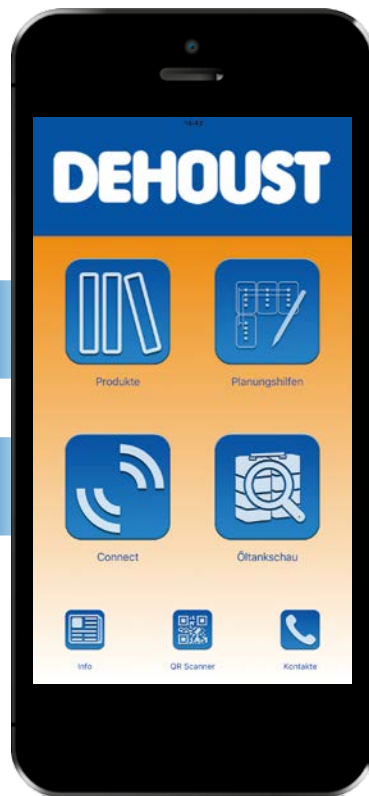 DEHOUST
Produkte Planungshilfen
Connect Öltankschau
Info QR Scanner Kontakte